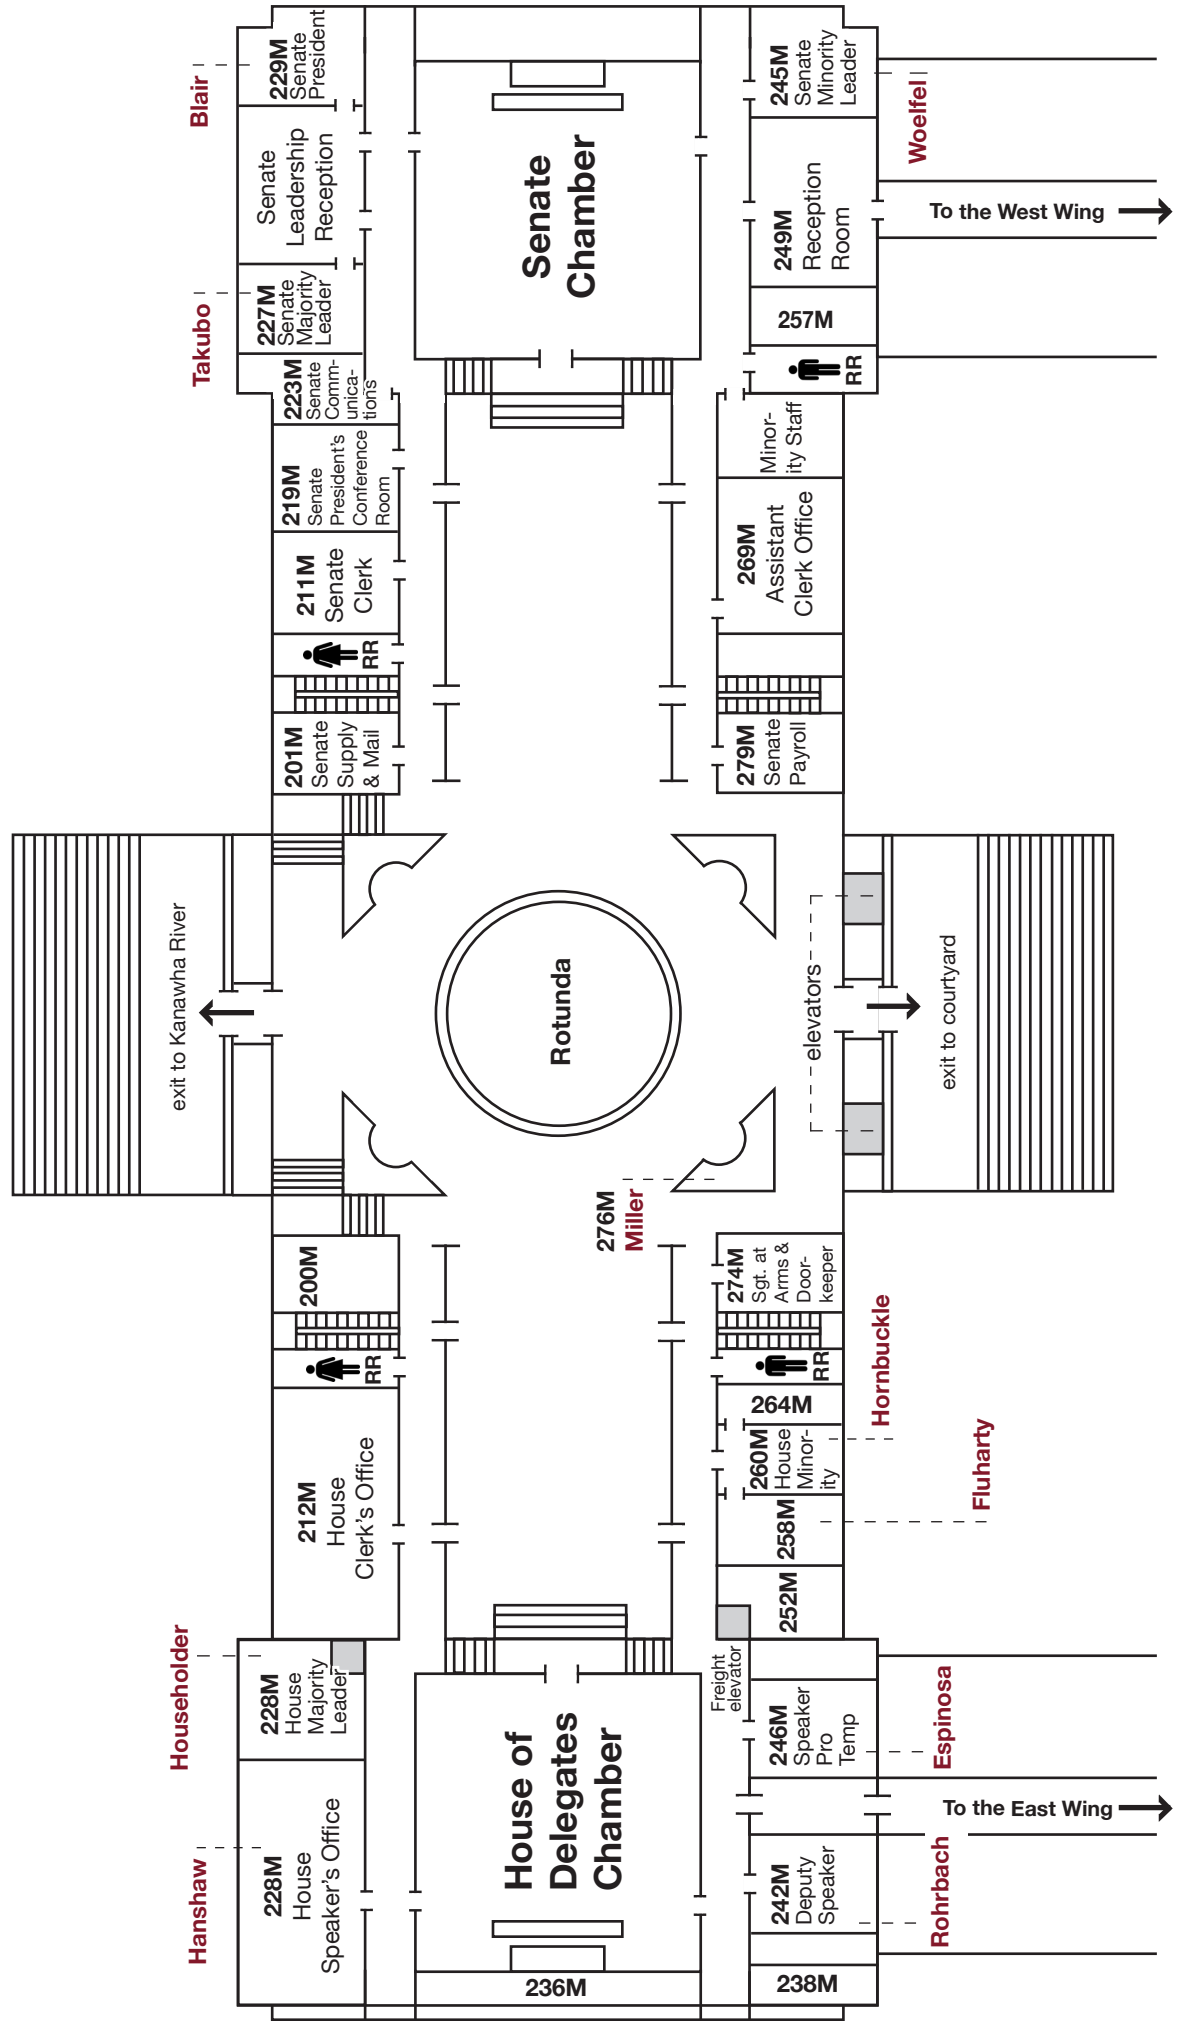 Blair
229M
Senate
President
Senate
Leadership
Reception
Takubo
227M
Senate
Majority
Leader
223M
Senate
Comm-
unica-
tions
219M
Senate
President's
Conference
Room
211M
Senate
Clerk
RR
201M
Senate
Supply
& Mail
Senate
Chamber
245M
Senate
Minority
Leader
Woelfel
249M
Reception
Room
To the West Wing
257M
RR
Minor-
ity Staff
269M
Assistant
Clerk Office
279M
Senate
Payroll
exit to Kanawha River
Rotunda
elevators
exit to courtyard
276M
Miller
200M
RR
212M
House
Clerk's Office
Householder
228M
House
Majority
Leader
Hanshaw
228M
House
Speaker's Office
House of
Delegates
Chamber
236M
274M
Sgt. at
Arms &
Door-
keeper
RR
264M
Hornbuckle
260M
House
Minor-
ity
Fluharty
258M
252M
Freight
elevator
246M
Speaker
Pro
Temp
Espinosa
To the East Wing
242M
Deputy
Speaker
Rohrbach
238M